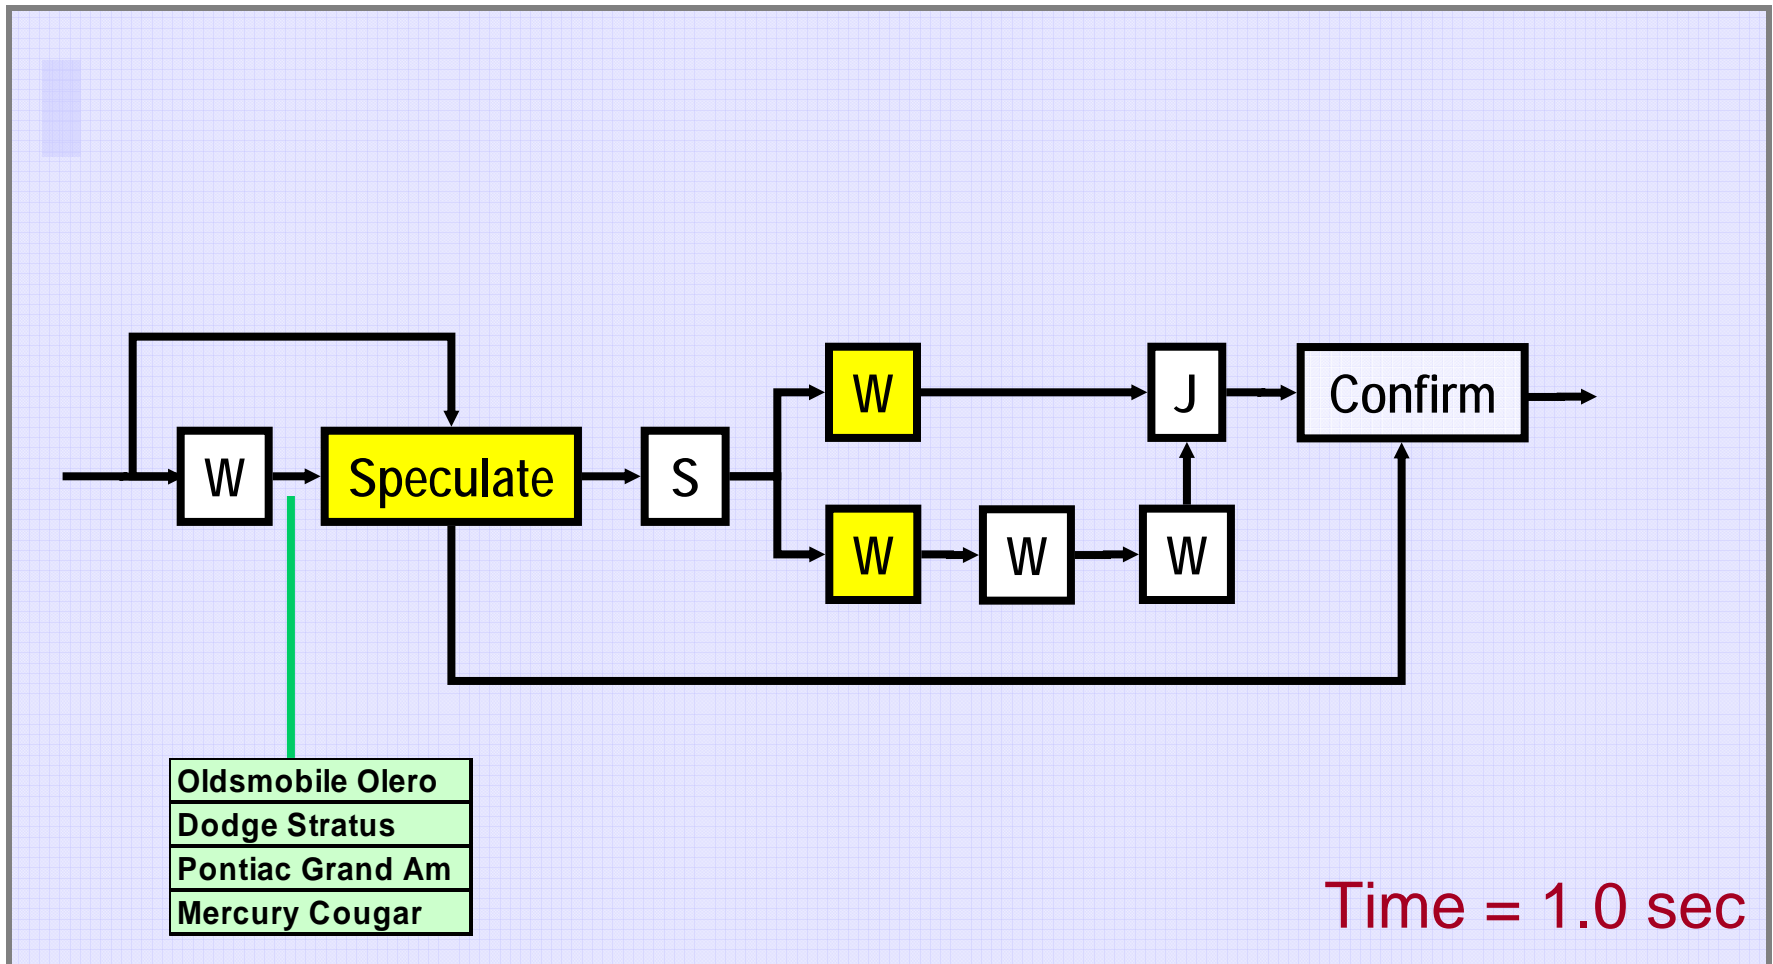 W
J
Confirm
W
Speculate
S
W
W
W
Oldsmobile Olero
Dodge Stratus
Pontiac Grand Am
Mercury Cougar
Time = 1.0 sec